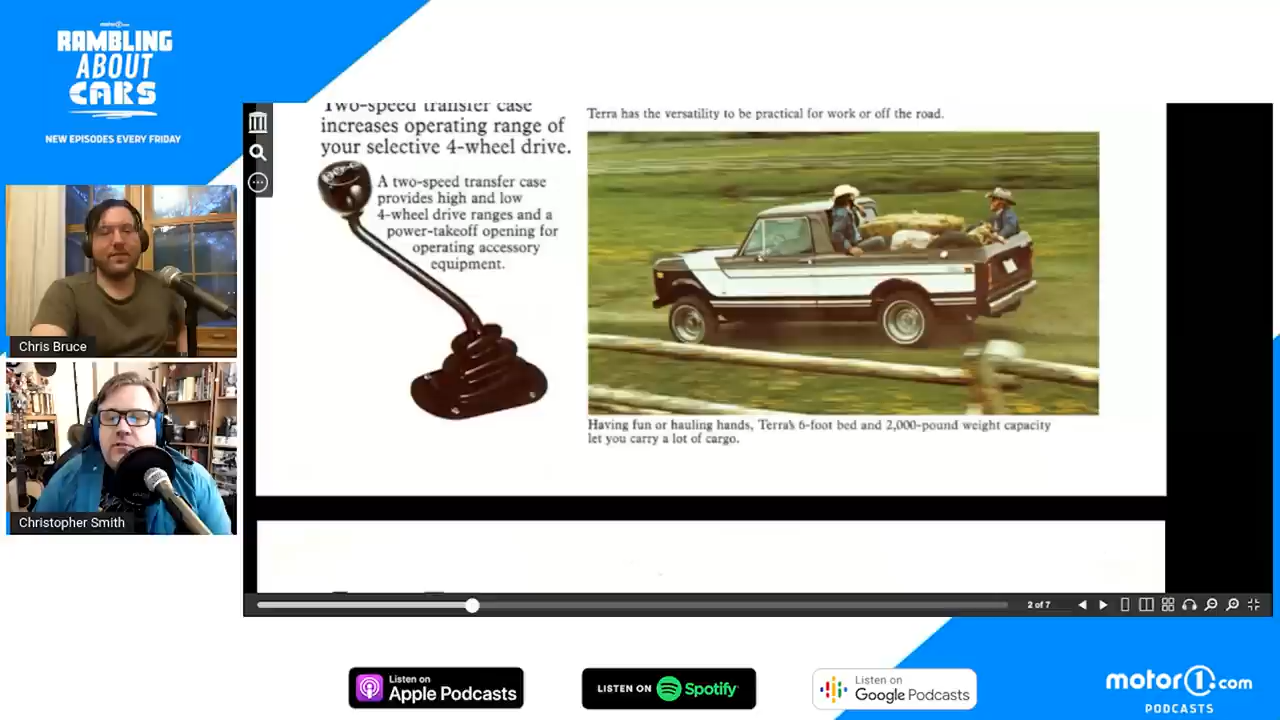 motor1.com
RAMBLING
ABOUT
CARS
NEW EPISODES EVERY FRIDAY
Chris Bruce
Christopher Smith
Two-speed transfer case
increases operating range of
your selective 4-wheel drive.
A two-speed transfer case
provides high and low
4-wheel drive ranges and a
power-takeoff opening for
operating accessory
equipment.
Terra has the versatility to be practical for work or off the road.
Having fun or hauling hands, Terra's 6-foot bed and 2,000-pound weight capacity
let you carry a lot of cargo.
2 of 7
Listen on
Apple Podcasts
LISTEN ON Spotify
Listen on
Google Podcasts
motor1.com
PODCASTS